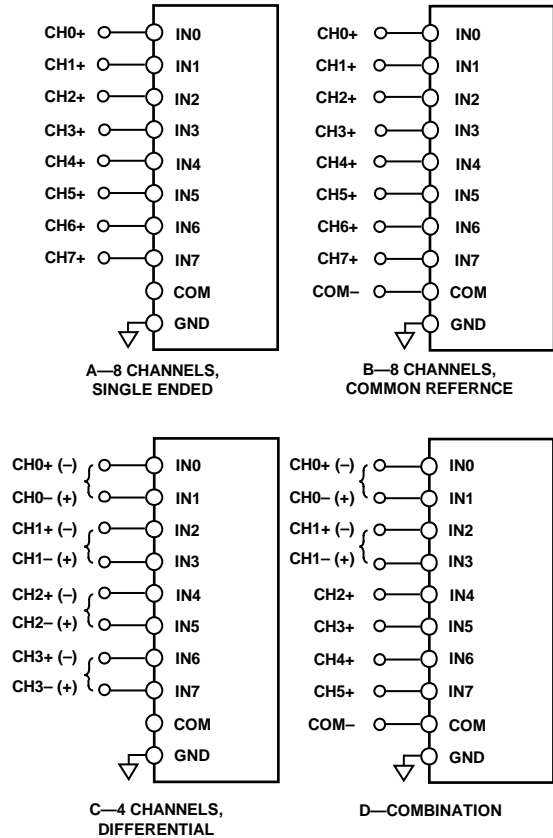 CH0+ IN0
CH1+ IN1
CH2+ IN2
CH3+ IN3
CH4+ IN4
CH5+ IN5
CH6+ IN6
CH7+ IN7
COM
GND
A—8 CHANNELS,
SINGLE ENDED
CH0+ IN0
CH1+ IN1
CH2+ IN2
CH3+ IN3
CH4+ IN4
CH5+ IN5
CH6+ IN6
CH7+ IN7
COM– COM
GND
B—8 CHANNELS,
COMMON REFERNCE
CH0+ (–) IN0
CH0– (+) IN1
CH1+ (–) IN2
CH1– (+) IN3
CH2+ (–) IN4
CH2– (+) IN5
CH3+ (–) IN6
CH3– (+) IN7
COM
GND
C—4 CHANNELS,
DIFFERENTIAL
CH0+ (–) IN0
CH0– (+) IN1
CH1+ (–) IN2
CH1– (+) IN3
CH2+ IN4
CH3+ IN5
CH4+ IN6
CH5+ IN7
COM– COM
GND
D—COMBINATION